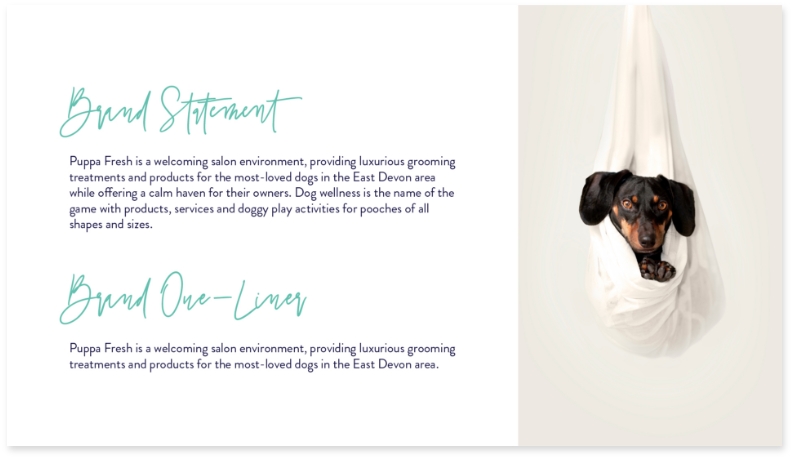 Brand Statement
Puppa Fresh is a welcoming salon environment, providing luxurious grooming
treatments and products for the most-loved dogs in the East Devon area
while offering a calm haven for their owners. Dog wellness is the name of the
game with products, services and doggy play activities for pooches of all
shapes and sizes.
Brand One-Liner
Puppa Fresh is a welcoming salon environment, providing luxurious grooming
treatments and products for the most-loved dogs in the East Devon area.